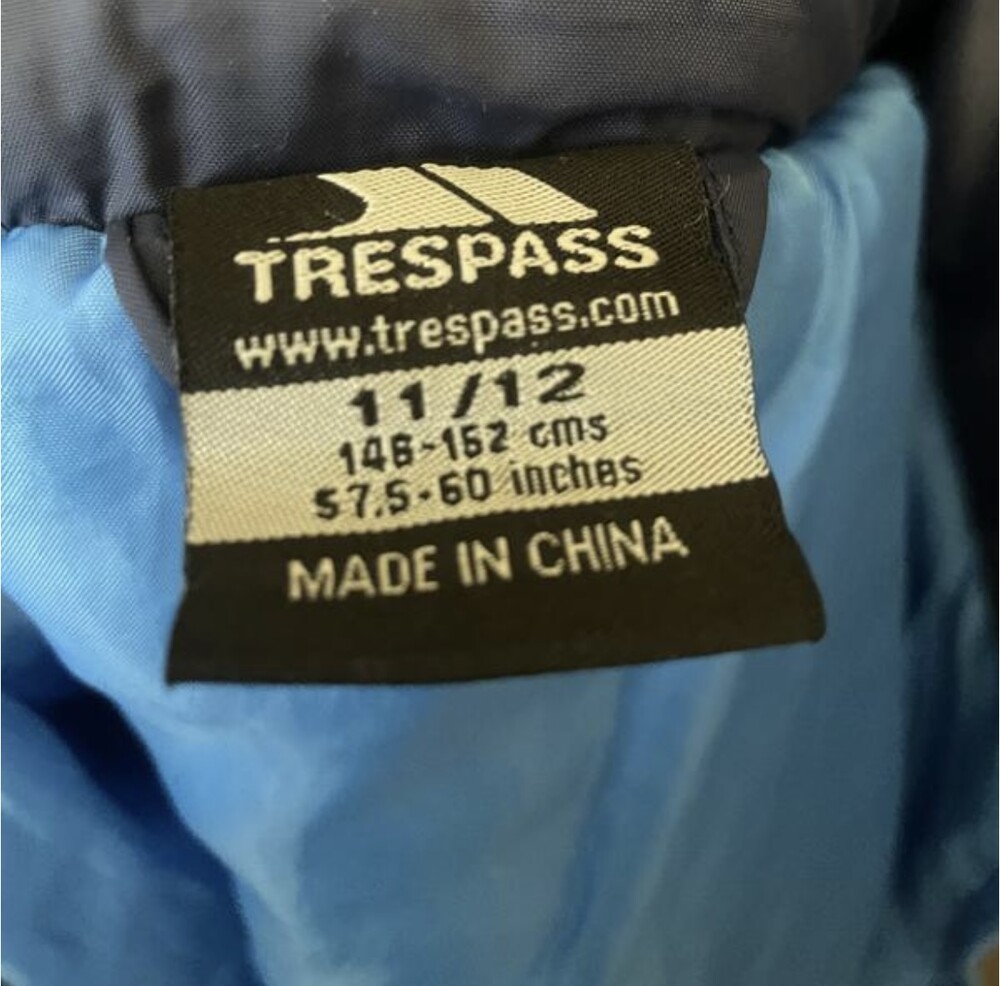 TRESPASS
www.trespass.com
11/12
146-152 cms
57.5-60 inches
MADE IN CHINA